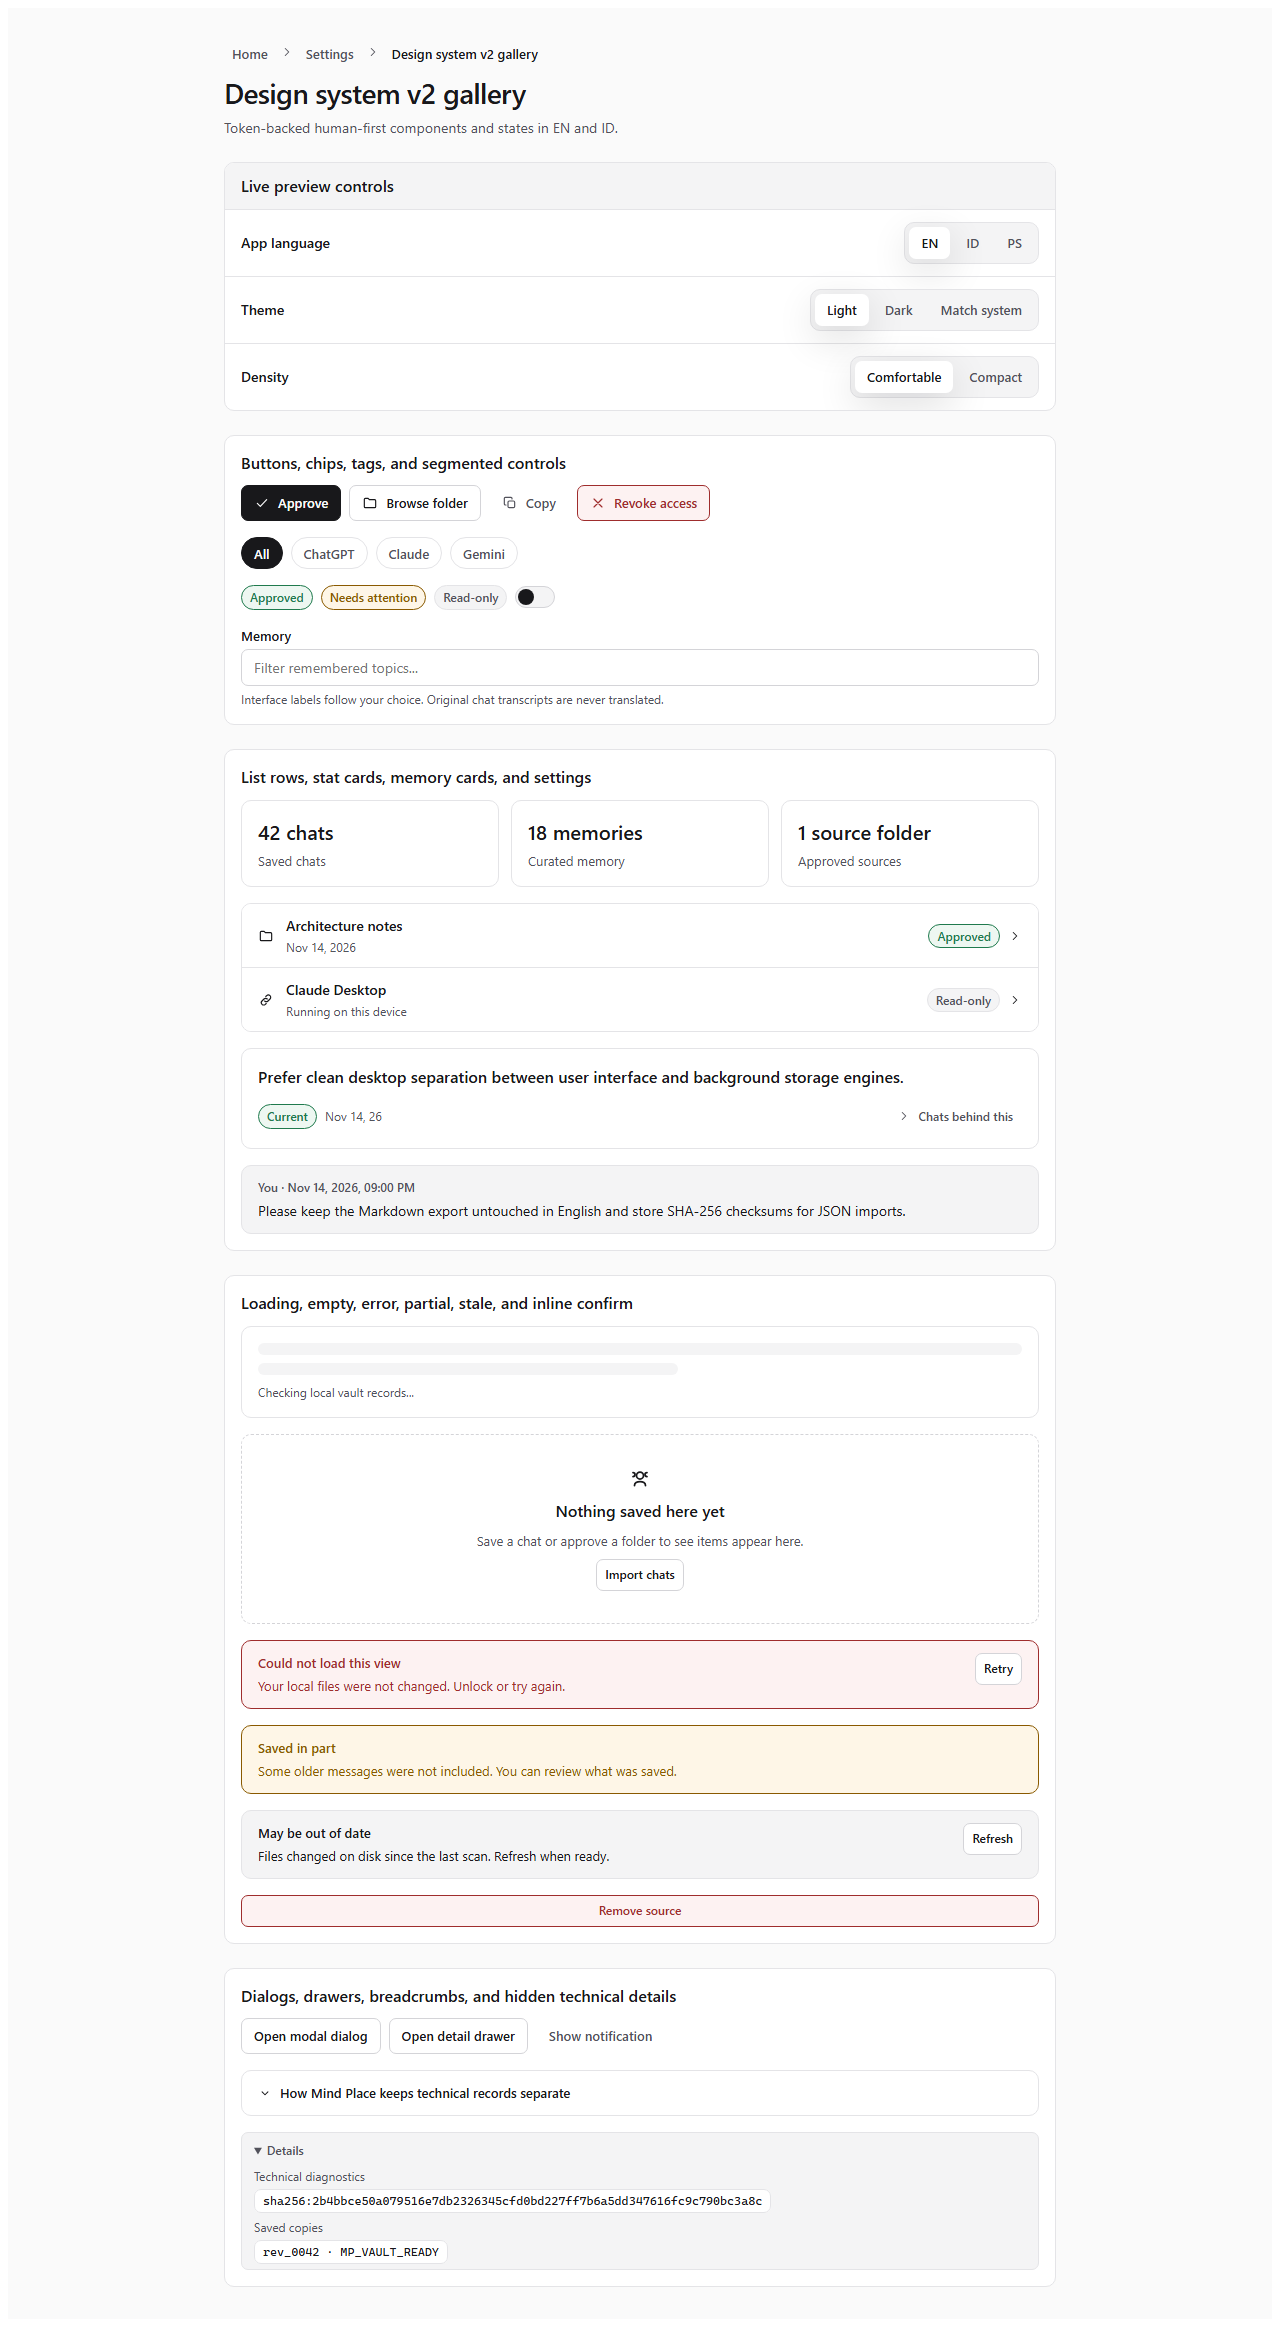 Home > Settings > Design system v2 gallery
Design system v2 gallery
Token-backed human-first components and states in EN and ID.
Live preview controls
App language
EN ID PS
Theme
Light Dark Match system
Density
Comfortable Compact
Buttons, chips, tags, and segmented controls
Approve Browse folder Copy Revoke access
All ChatGPT Claude Gemini
Approved Needs attention Read-only
Memory
Filter remembered topics...
Interface labels follow your choice. Original chat transcripts are never translated.
List rows, stat cards, memory cards, and settings
42 chats
Saved chats
18 memories
Curated memory
1 source folder
Approved sources
Architecture notes
Nov 14, 2026
Approved
Claude Desktop
Running on this device
Read-only
Prefer clean desktop separation between user interface and background storage engines.
Current Nov 14, 26
Chats behind this
You · Nov 14, 2026, 09:00 PM
Please keep the Markdown export untouched in English and store SHA-256 checksums for JSON imports.
Loading, empty, error, partial, stale, and inline confirm
Checking local vault records...
Nothing saved here yet
Save a chat or approve a folder to see items appear here.
Import chats
Could not load this view
Your local files were not changed. Unlock or try again.
Retry
Saved in part
Some older messages were not included. You can review what was saved.
May be out of date
Files changed on disk since the last scan. Refresh when ready.
Refresh
Remove source
Dialogs, drawers, breadcrumbs, and hidden technical details
Open modal dialog Open detail drawer Show notification
How Mind Place keeps technical records separate
▼ Details
Technical diagnostics
sha256:2b4bbce50a079516e7db2326345cfd0bd227ff7b6a5dd347616fc9c790bc3a8c
Saved copies
rev_0042 · MP_VAULT_READY